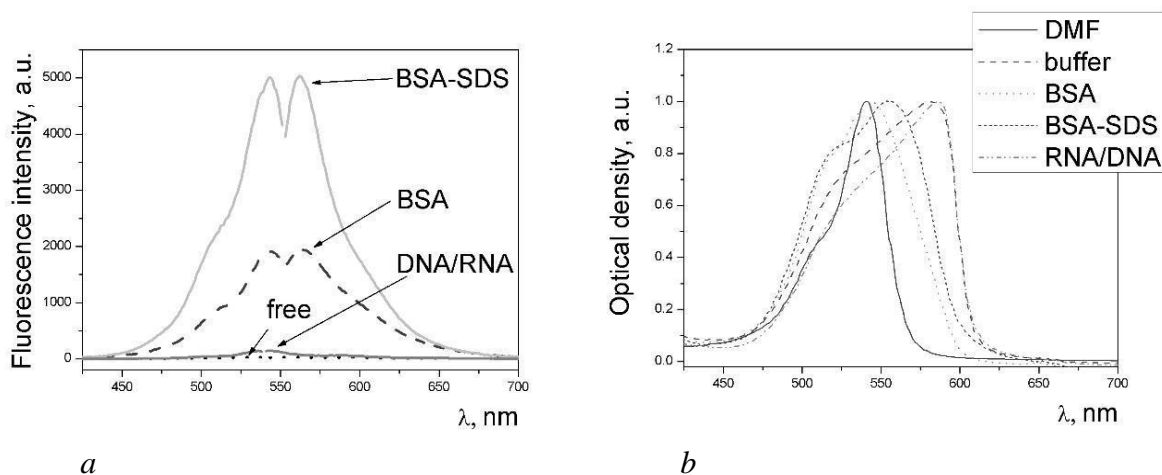 Fluorescence intensity, a.u.
5000
4000
3000
2000
1000
0
BSA-SDS
BSA
DNA/RNA
free
450 500 550 600 650 700
λ, nm
a
DMF
buffer
BSA
BSA-SDS
RNA/DNA
Optical density, a.u.
1.2
1.0
0.8
0.6
0.4
0.2
0.0
450 500 550 600 650 700
λ, nm
b